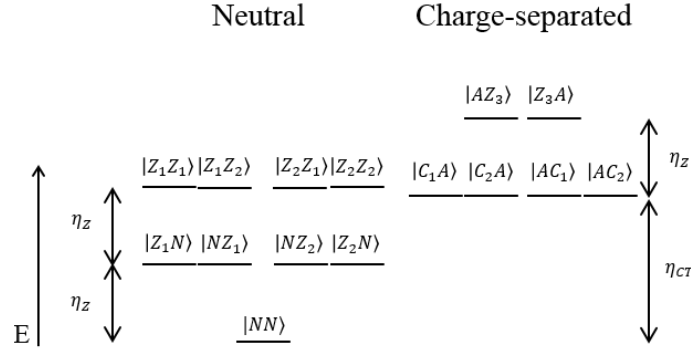 Neutral Charge-separated
|AZ₃⟩ |Z₃A⟩
|Z₁Z₁⟩ |Z₁Z₂⟩ |Z₂Z₁⟩ |Z₂Z₂⟩ |C₁A⟩ |C₂A⟩ |AC₁⟩ |AC₂⟩ η_Z
η_Z
|Z₁N⟩ |NZ₁⟩ |NZ₂⟩ |Z₂N⟩ η_CT
η_Z
|NN⟩
E